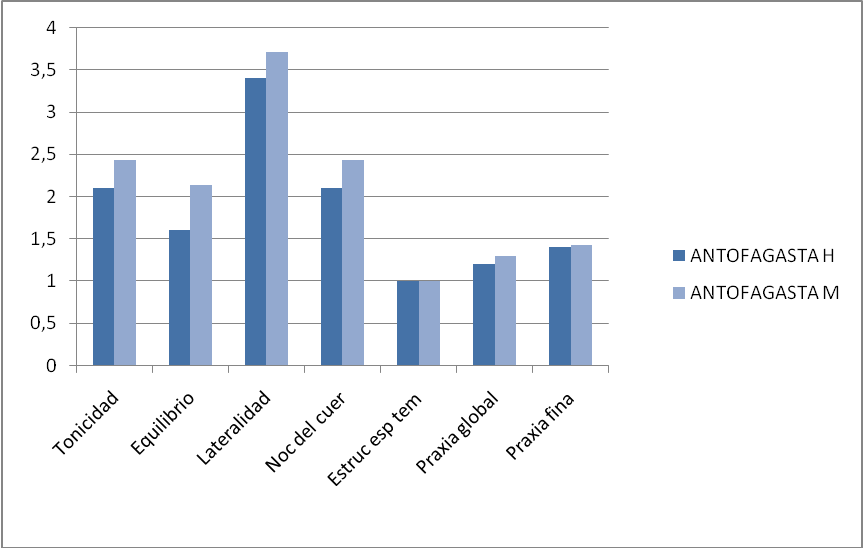 4
3,5
3
2,5
2
1,5
1
0,5
0
Tonicidad
Equilibrio
Lateralidad
Noc del cuer
Estruc esp tem
Praxia global
Praxia fina
ANTOFAGASTA H
ANTOFAGASTA M